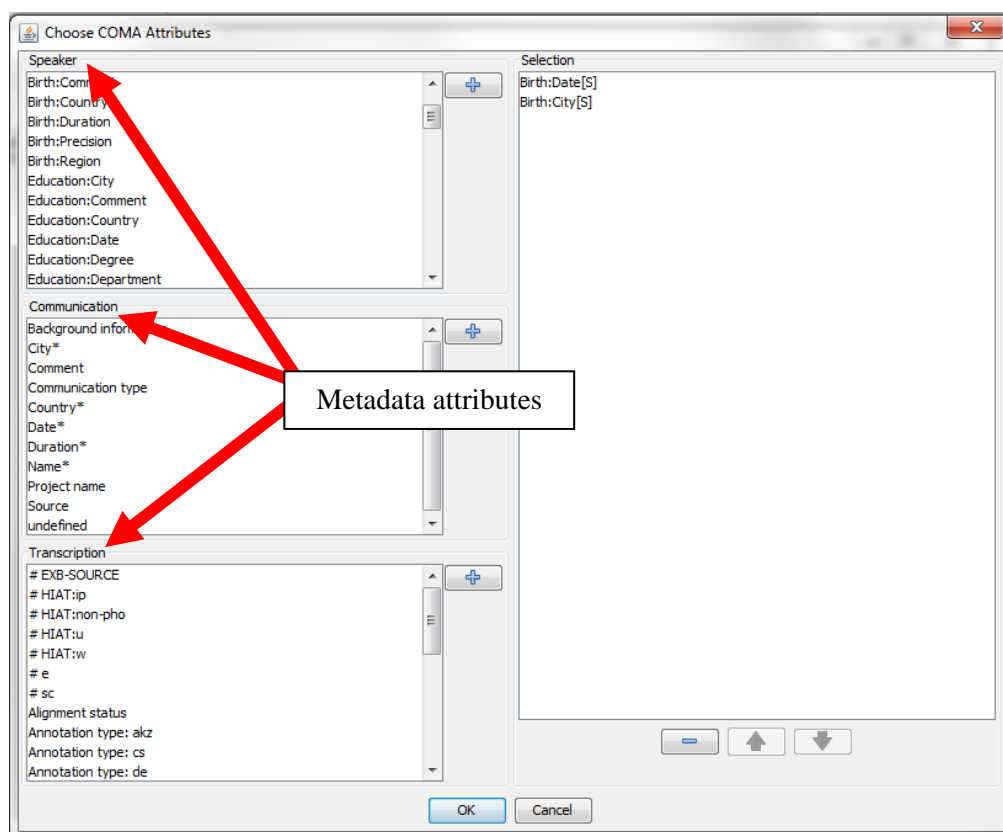 Choose COMA Attributes
Speaker
Birth:Comm
Birth:Country
Birth:Duration
Birth:Precision
Birth:Region
Education:City
Education:Comment
Education:Country
Education:Date
Education:Degree
Education:Department
Communication
Background information
City*
Comment
Communication type
Country*
Date*
Duration*
Name*
Project name
Source
undefined
Transcription
# EXB-SOURCE
# HIAT:ip
# HIAT:non-pho
# HIAT:u
# HIAT:w
# e
# sc
Alignment status
Annotation type: akz
Annotation type: cs
Annotation type: de
Metadata attributes
Selection
Birth:Date[S]
Birth:City[S]
OK
Cancel